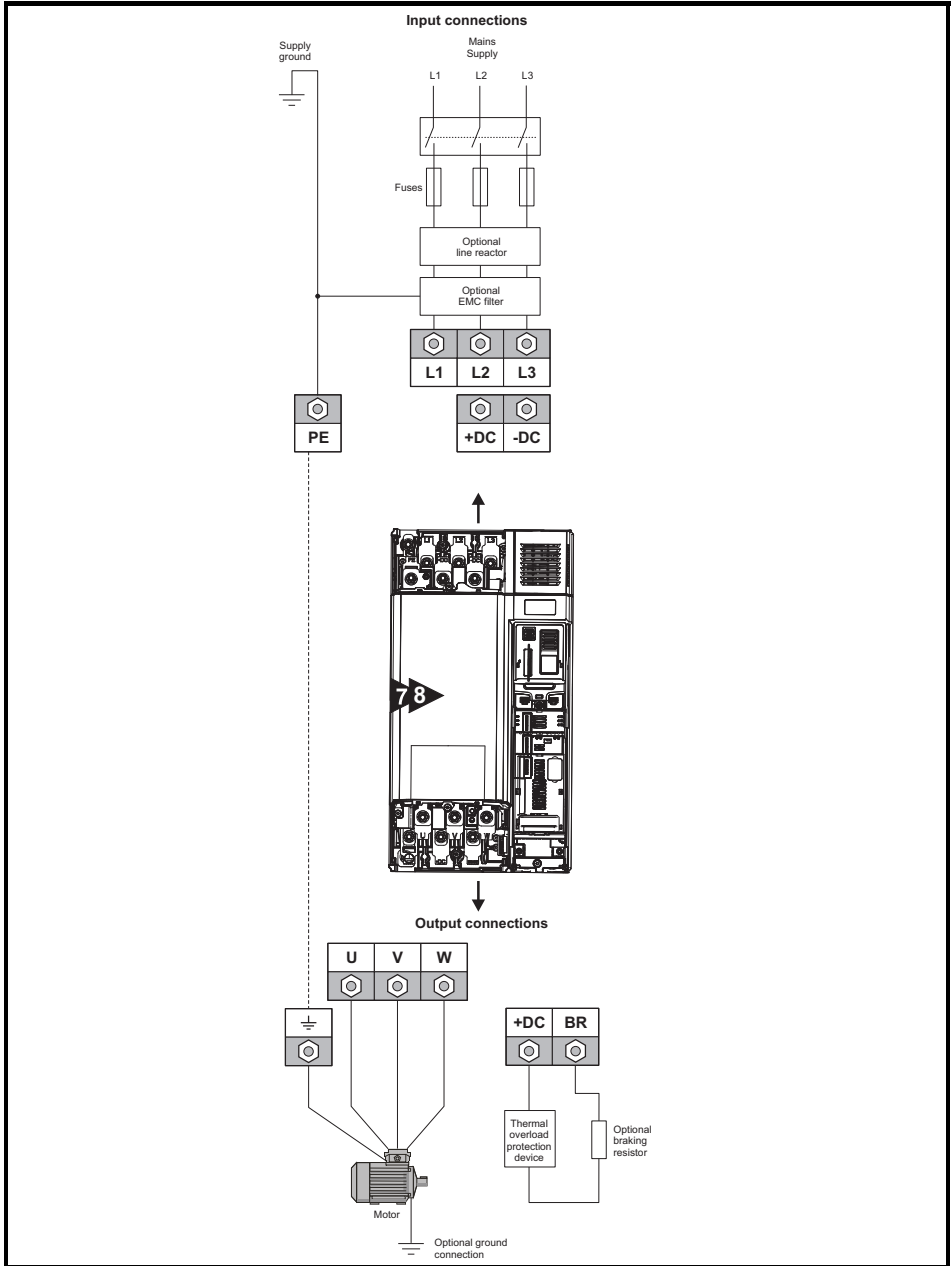 Input connections
Supply
ground
Mains
Supply
L1 L2 L3
Fuses
Optional
line reactor
Optional
EMC filter
L1 L2 L3
PE
+DC -DC
7 8
Output connections
U V W
+DC BR
Thermal
overload
protection
device
Optional
braking
resistor
Motor
Optional ground
connection